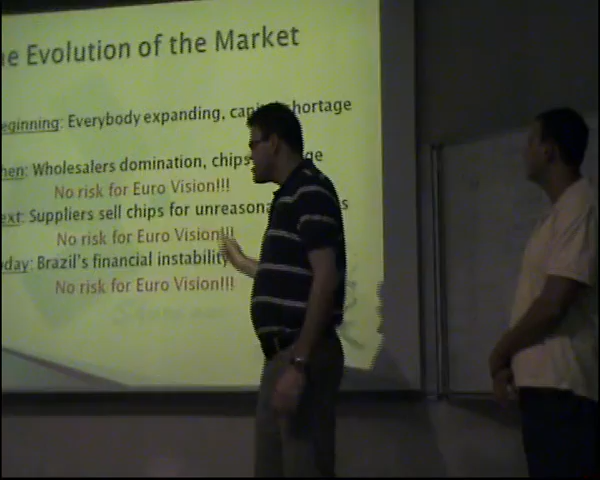 e Evolution of the Market
eginning: Everybody expanding, capi shortage
hen: Wholesalers domination, chips ge
No risk for Euro Vision!!!
ext: Suppliers sell chips for unreasona s
No risk for Euro Vision!!!
day: Brazil's financial instability
No risk for Euro Vision!!!